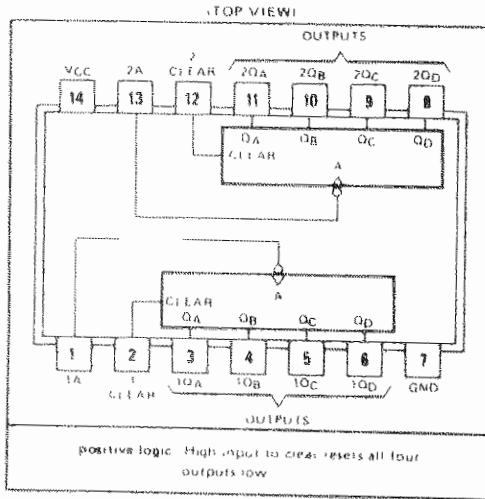 (TOP VIEW)
OUTPUTS
VCC 2A 2 CLEAR 2QA 2QB 2QC 2QD
14 13 12 11 10 9 8
QA QB QC QD
CLEAR
A
A
CLEAR
QA QB QC QD
1 2 3 4 5 6 7
1A 1 CLEAR 1QA 1QB 1QC 1QD GND
OUTPUTS
positive logic High input to clear resets all four
outputs low